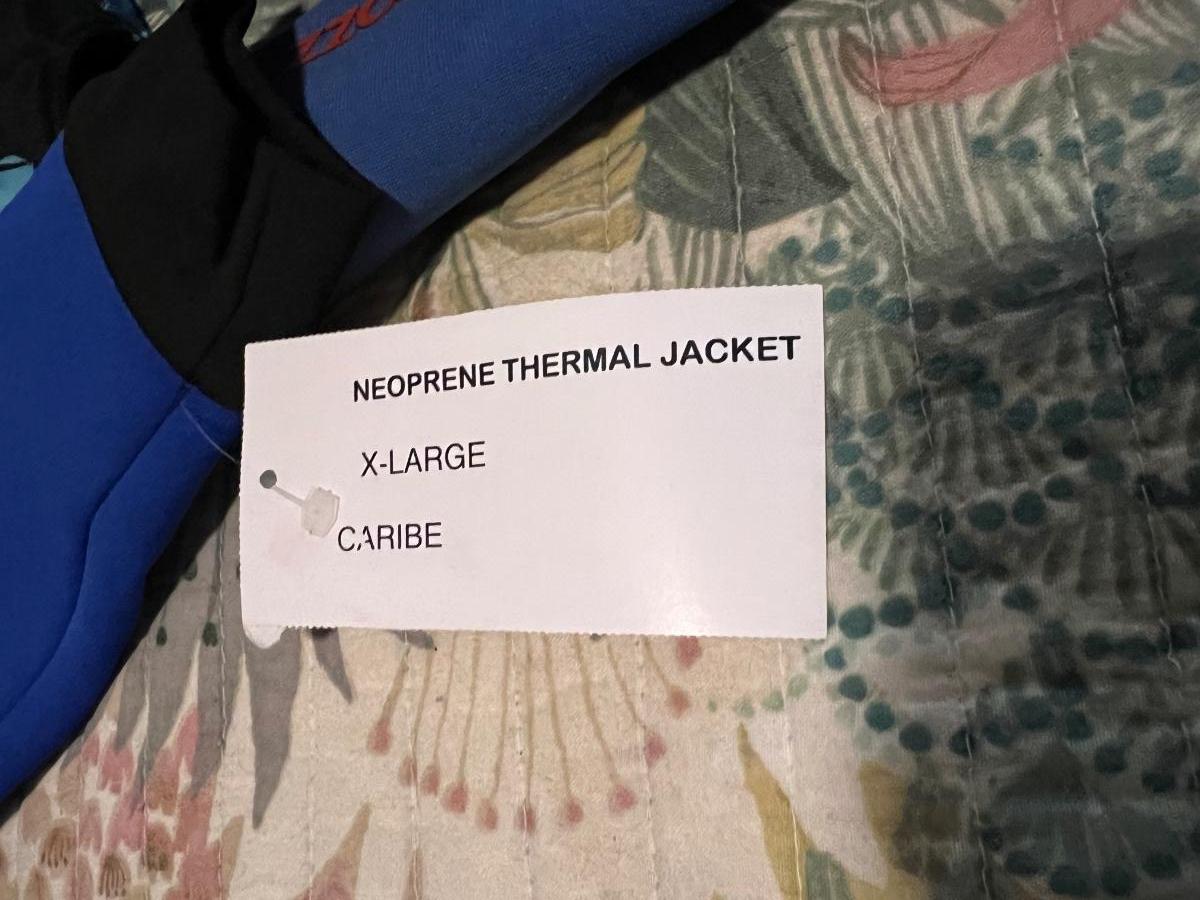 NEOPRENE THERMAL JACKET
X-LARGE
CARIBE